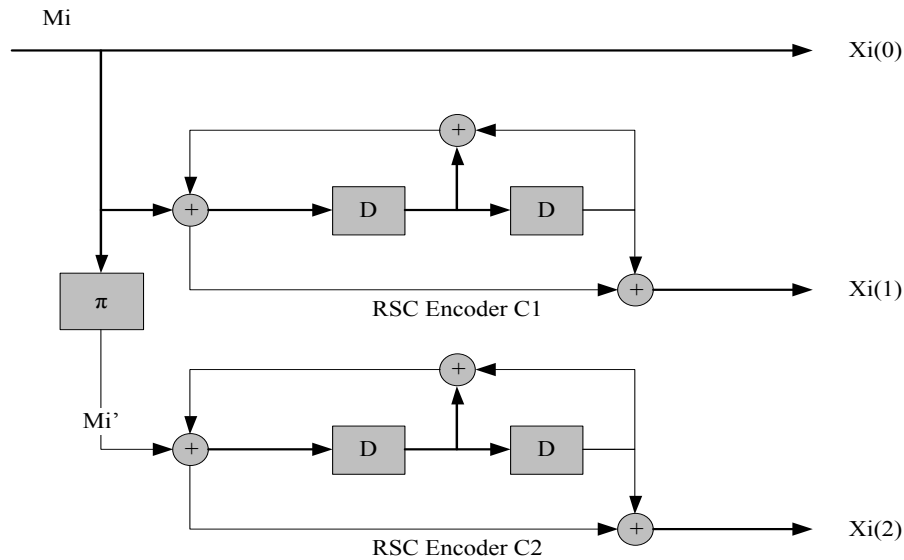 Mi
Xi(0)
+
+
D
D
+
Xi(1)
RSC Encoder C1
π
+
Mi’
+
D
D
+
Xi(2)
RSC Encoder C2